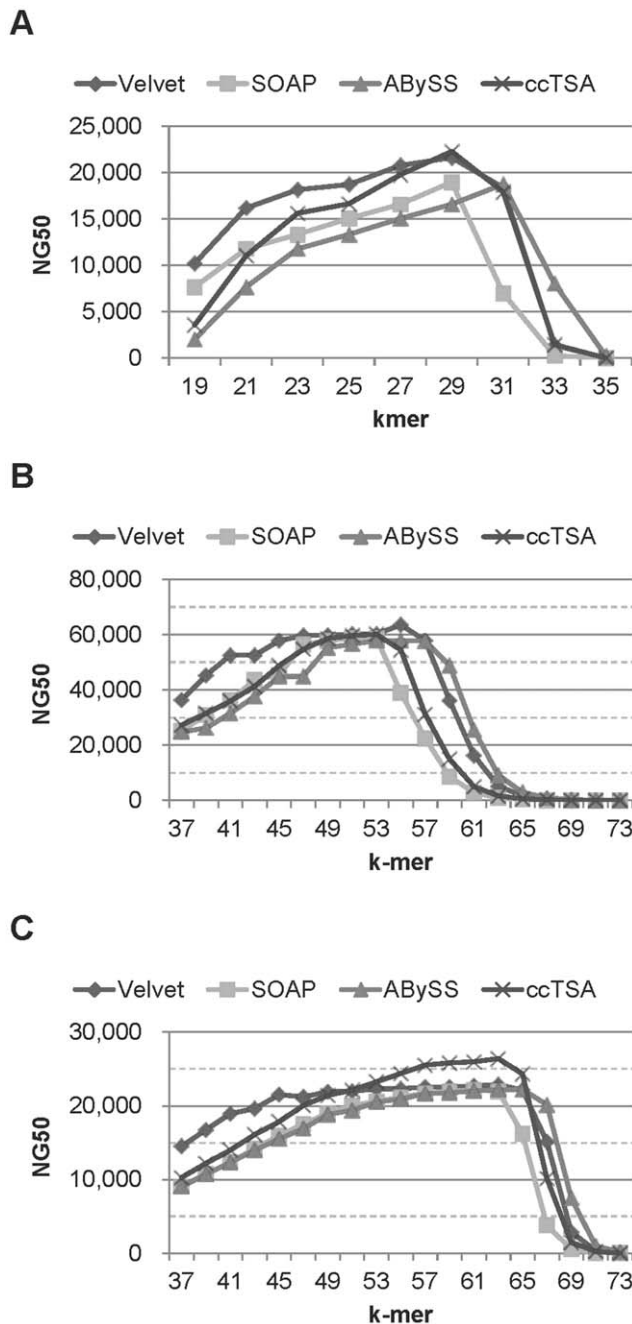 A
Velvet SOAP ABySS ccTSA
25,000
20,000
15,000
10,000
5,000
0
NG50
19 21 23 25 27 29 31 33 35
kmer
B
Velvet SOAP ABySS ccTSA
80,000
60,000
40,000
20,000
0
NG50
37 41 45 49 53 57 61 65 69 73
k-mer
C
Velvet SOAP ABySS ccTSA
30,000
20,000
10,000
0
NG50
37 41 45 49 53 57 61 65 69 73
k-mer